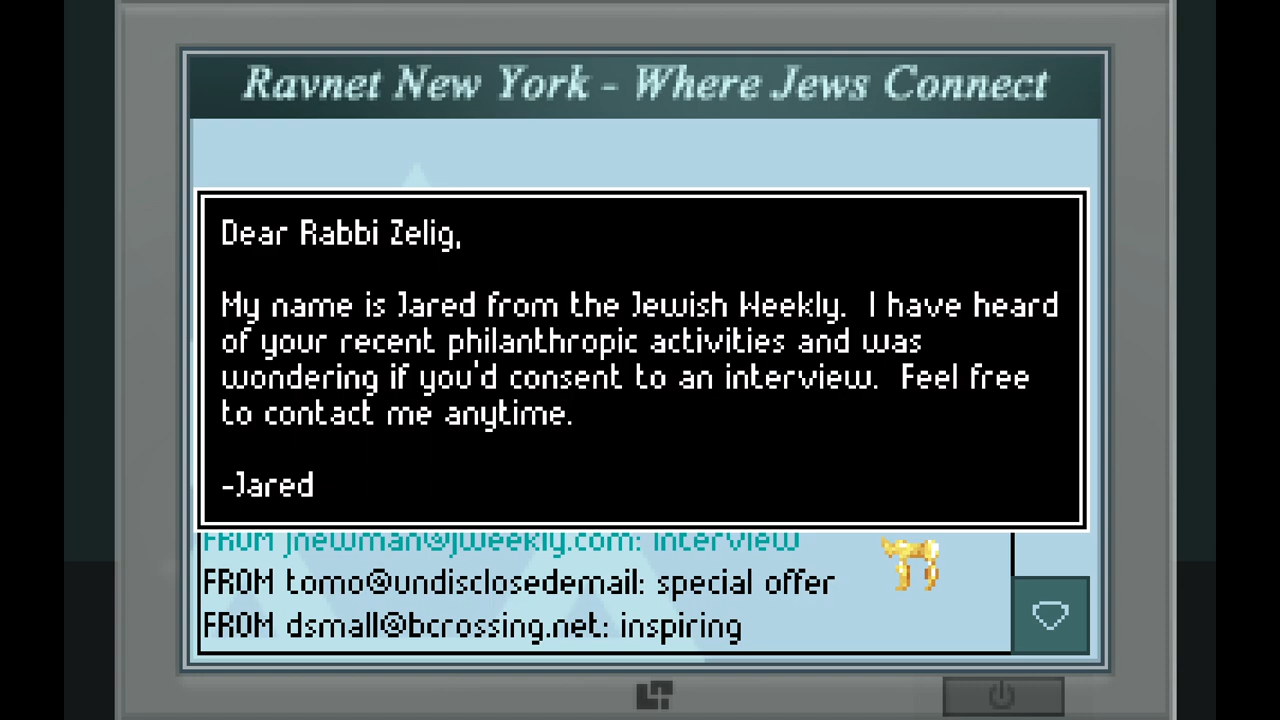 Ravnet New York - Where Jews Connect
Dear Rabbi Zelig,
My name is Jared from the Jewish Weekly. I have heard
of your recent philanthropic activities and was
wondering if you'd consent to an interview. Feel free
to contact me anytime.
-Jared
FROM jnewman@jweekly.com: interview
FROM tomo@undisclosedemail: special offer
FROM dsmall@bcrossing.net: inspiring